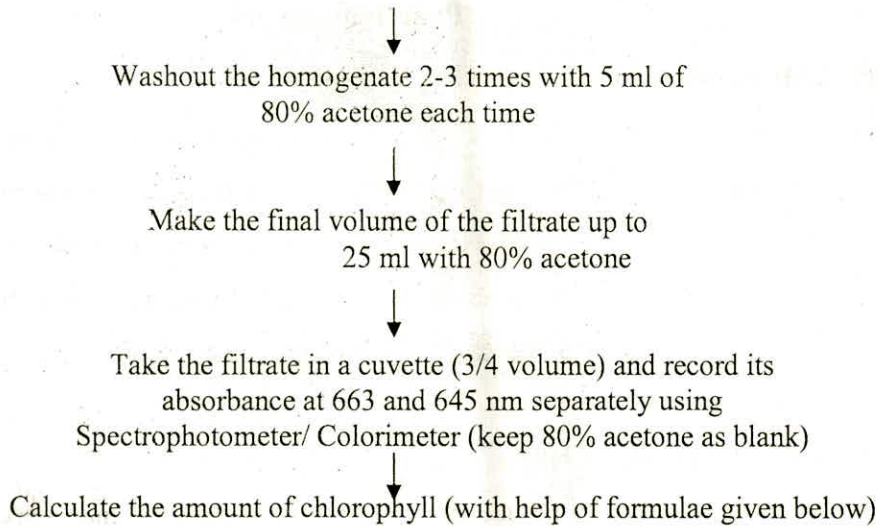 Washout the homogenate 2-3 times with 5 ml of
80% acetone each time
Make the final volume of the filtrate up to
25 ml with 80% acetone
Take the filtrate in a cuvette (3/4 volume) and record its
absorbance at 663 and 645 nm separately using
Spectrophotometer/ Colorimeter (keep 80% acetone as blank)
Calculate the amount of chlorophyll (with help of formulae given below)